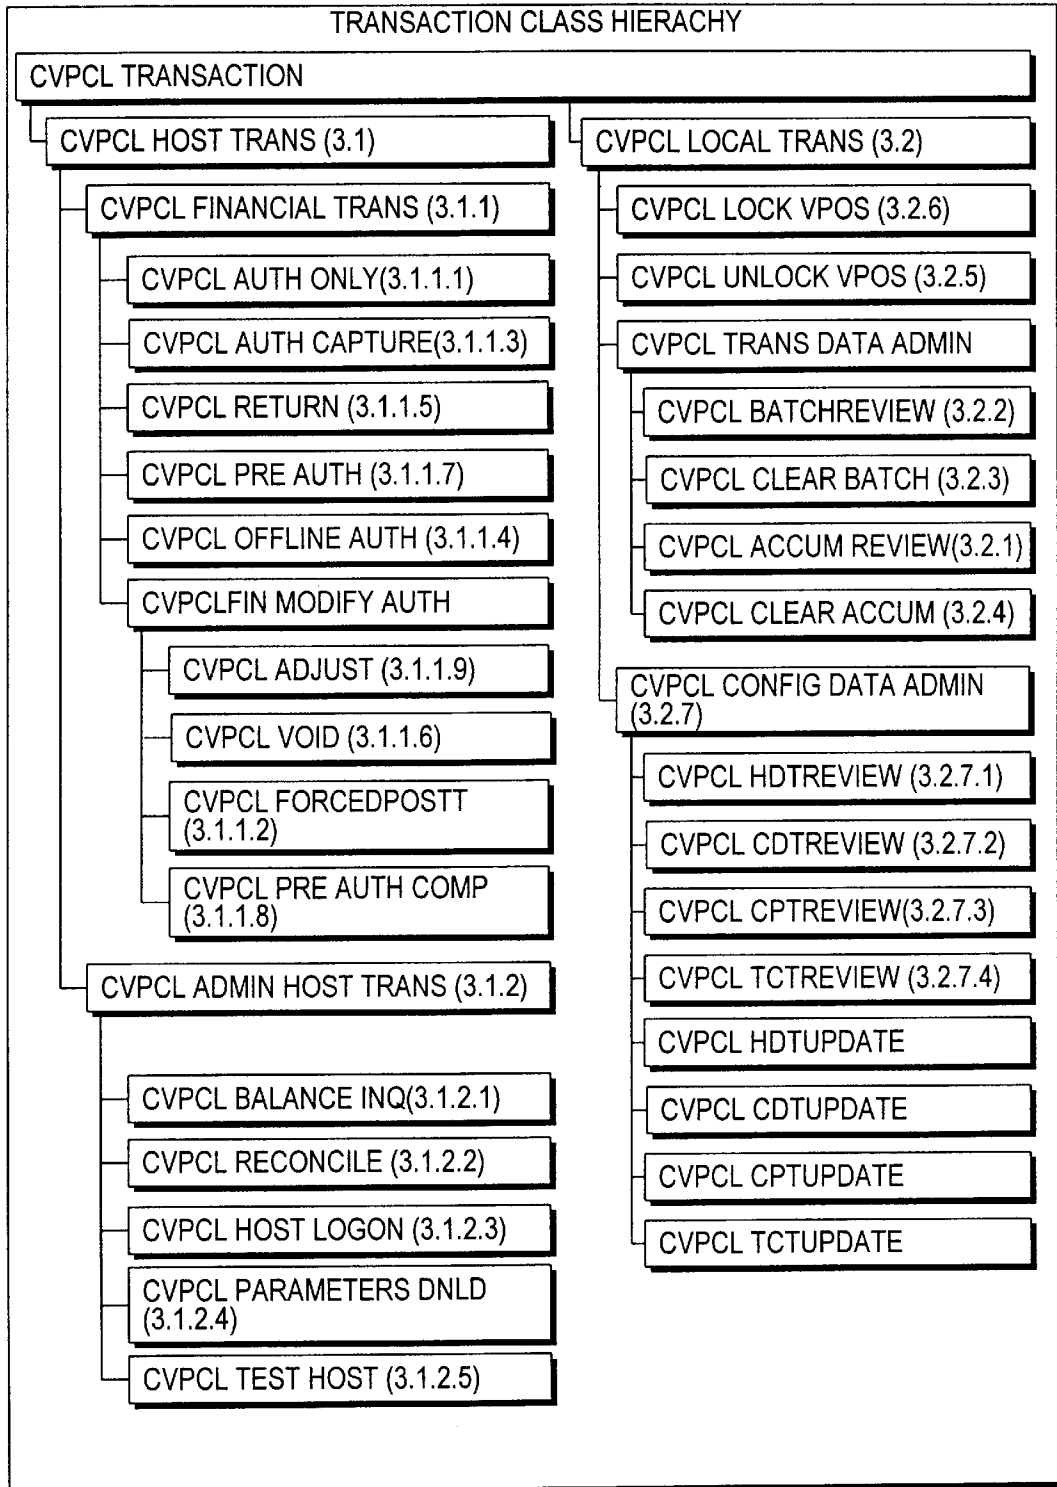 TRANSACTION CLASS HIERACHY
CVPCL TRANSACTION
CVPCL HOST TRANS (3.1)
CVPCL FINANCIAL TRANS (3.1.1)
CVPCL AUTH ONLY(3.1.1.1)
CVPCL AUTH CAPTURE(3.1.1.3)
CVPCL RETURN (3.1.1.5)
CVPCL PRE AUTH (3.1.1.7)
CVPCL OFFLINE AUTH (3.1.1.4)
CVPCLFIN MODIFY AUTH
CVPCL ADJUST (3.1.1.9)
CVPCL VOID (3.1.1.6)
CVPCL FORCEDPOSTT
(3.1.1.2)
CVPCL PRE AUTH COMP
(3.1.1.8)
CVPCL ADMIN HOST TRANS (3.1.2)
CVPCL BALANCE INQ(3.1.2.1)
CVPCL RECONCILE (3.1.2.2)
CVPCL HOST LOGON (3.1.2.3)
CVPCL PARAMETERS DNLD
(3.1.2.4)
CVPCL TEST HOST (3.1.2.5)
CVPCL LOCAL TRANS (3.2)
CVPCL LOCK VPOS (3.2.6)
CVPCL UNLOCK VPOS (3.2.5)
CVPCL TRANS DATA ADMIN
CVPCL BATCHREVIEW (3.2.2)
CVPCL CLEAR BATCH (3.2.3)
CVPCL ACCUM REVIEW(3.2.1)
CVPCL CLEAR ACCUM (3.2.4)
CVPCL CONFIG DATA ADMIN
(3.2.7)
CVPCL HDTREVIEW (3.2.7.1)
CVPCL CDTREVIEW (3.2.7.2)
CVPCL CPTREVIEW(3.2.7.3)
CVPCL TCTREVIEW (3.2.7.4)
CVPCL HDTUPDATE
CVPCL CDTUPDATE
CVPCL CPTUPDATE
CVPCL TCTUPDATE